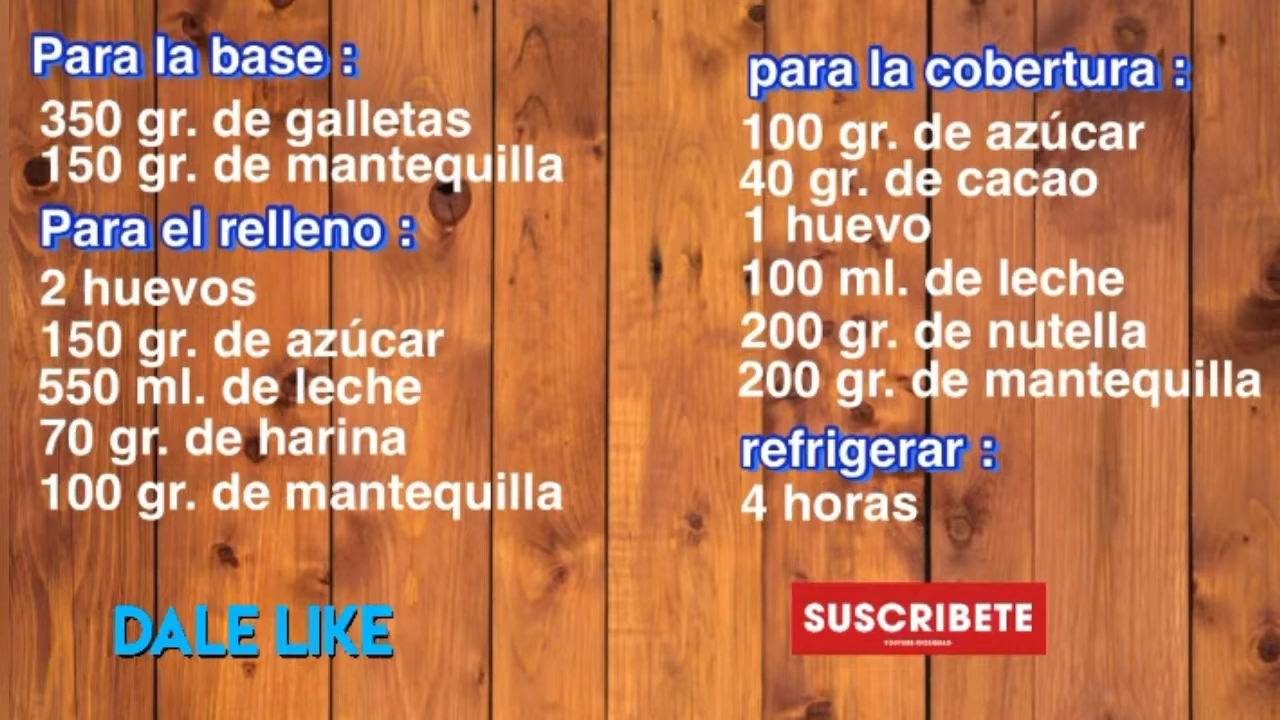 Para la base :
350 gr. de galletas
150 gr. de mantequilla
Para el relleno :
2 huevos
150 gr. de azúcar
550 ml. de leche
70 gr. de harina
100 gr. de mantequilla
DALE LIKE
para la cobertura :
100 gr. de azúcar
40 gr. de cacao
1 huevo
100 ml. de leche
200 gr. de nutella
200 gr. de mantequilla
refrigerar :
4 horas
SUSCRIBETE